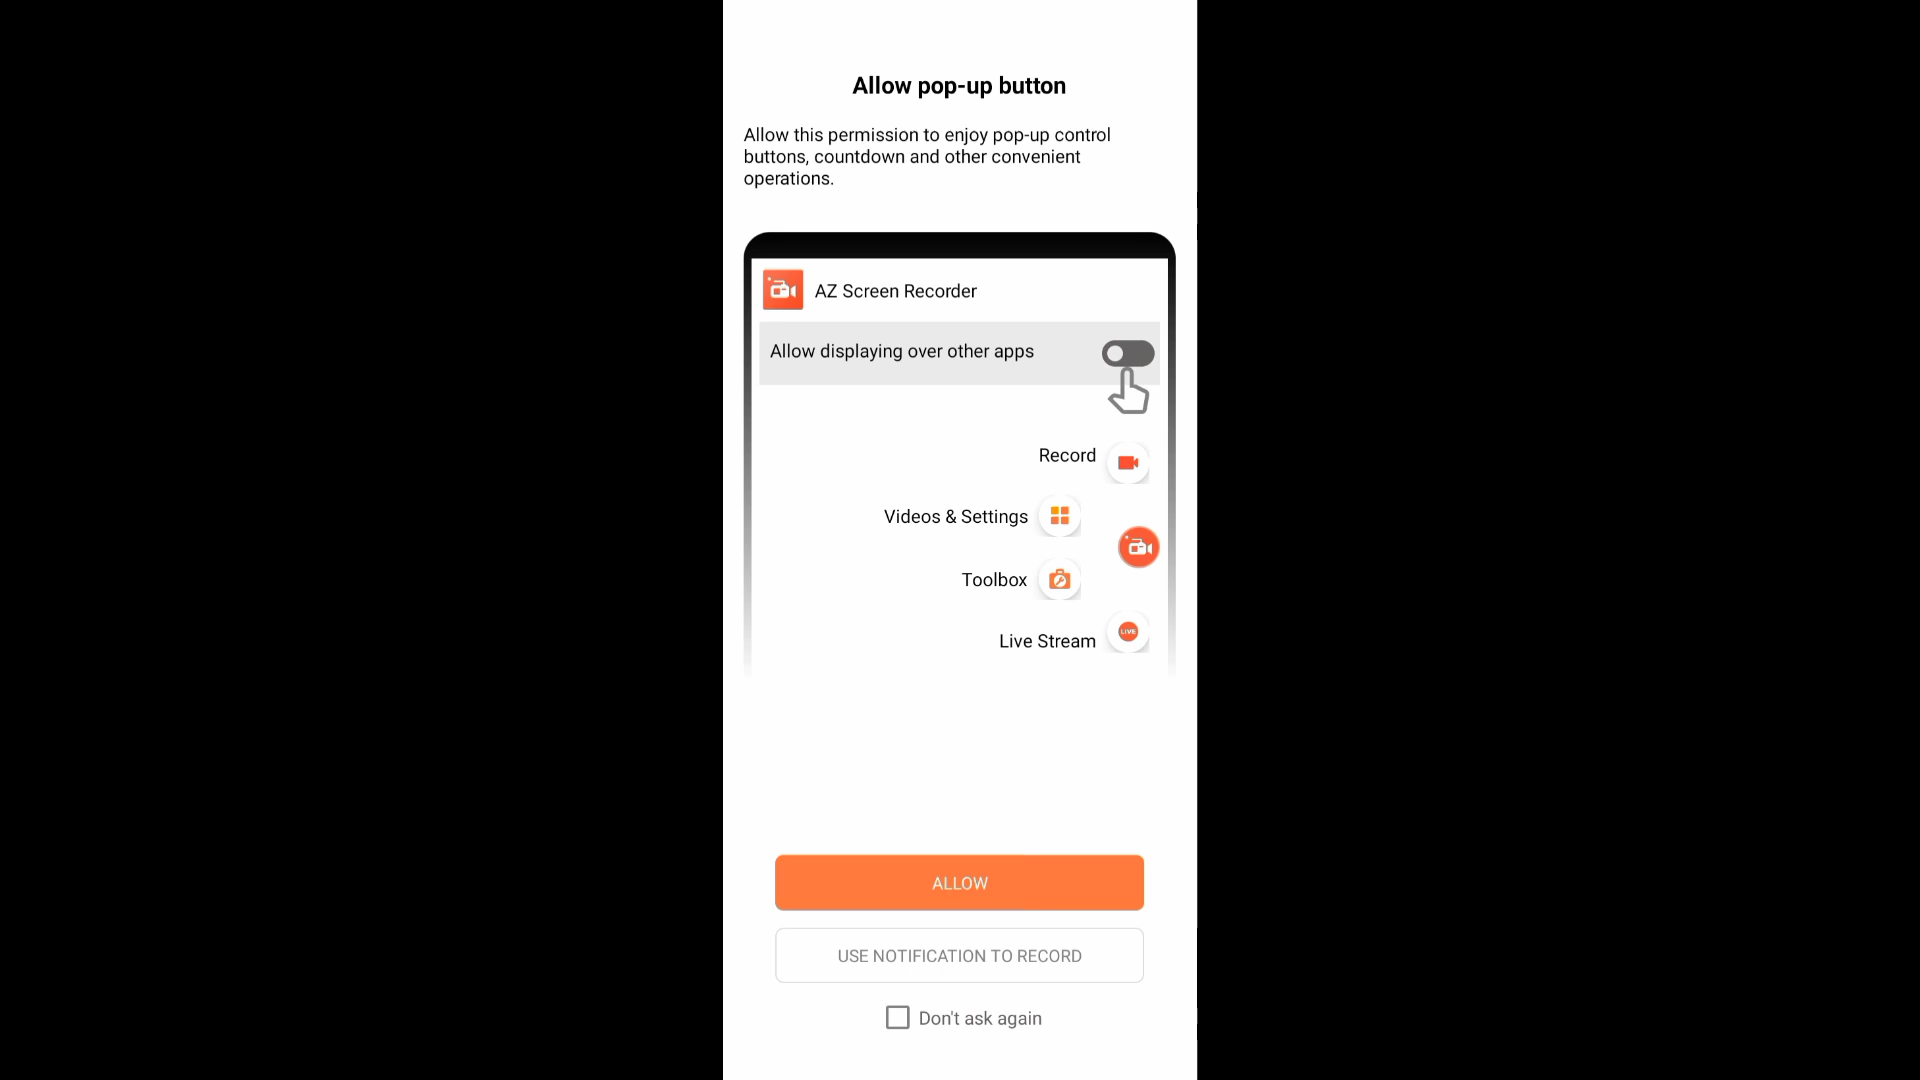 Allow pop-up button
Allow this permission to enjoy pop-up control
buttons, countdown and other convenient
operations.
AZ Screen Recorder
Allow displaying over other apps
Record
Videos & Settings
Toolbox
LIVE
Live Stream
ALLOW
USE NOTIFICATION TO RECORD
Don't ask again